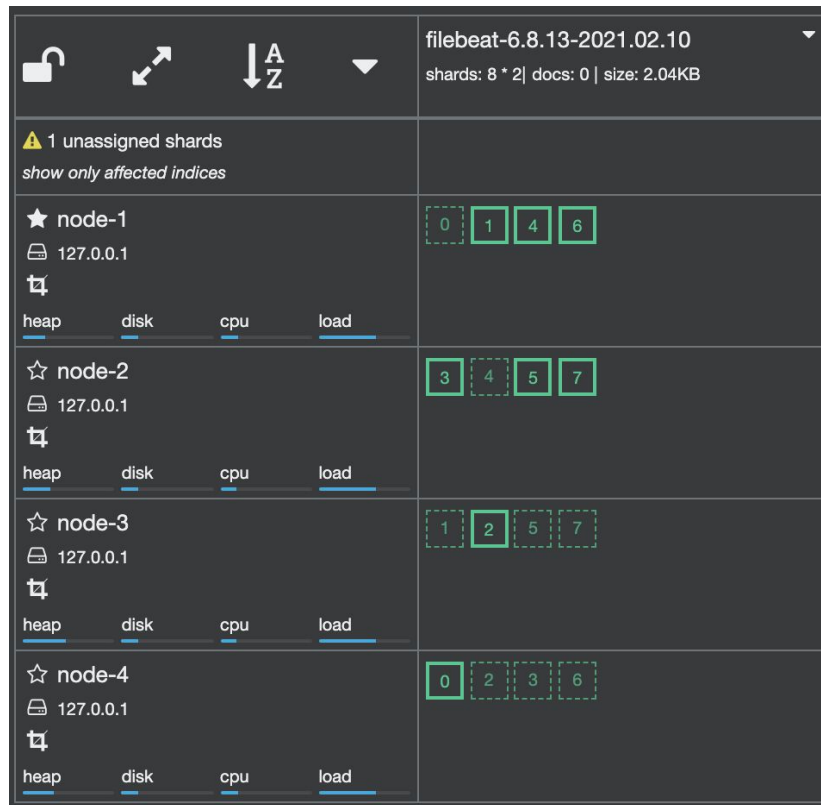 filebeat-6.8.13-2021.02.10
shards: 8 * 2| docs: 0 | size: 2.04KB
A
Z
1 unassigned shards
show only affected indices
node-1
0 1 4 6
127.0.0.1
heap disk cpu load
node-2
3 4 5 7
127.0.0.1
heap disk cpu load
node-3
1 2 5 7
127.0.0.1
heap disk cpu load
node-4
0 2 3 6
127.0.0.1
heap disk cpu load